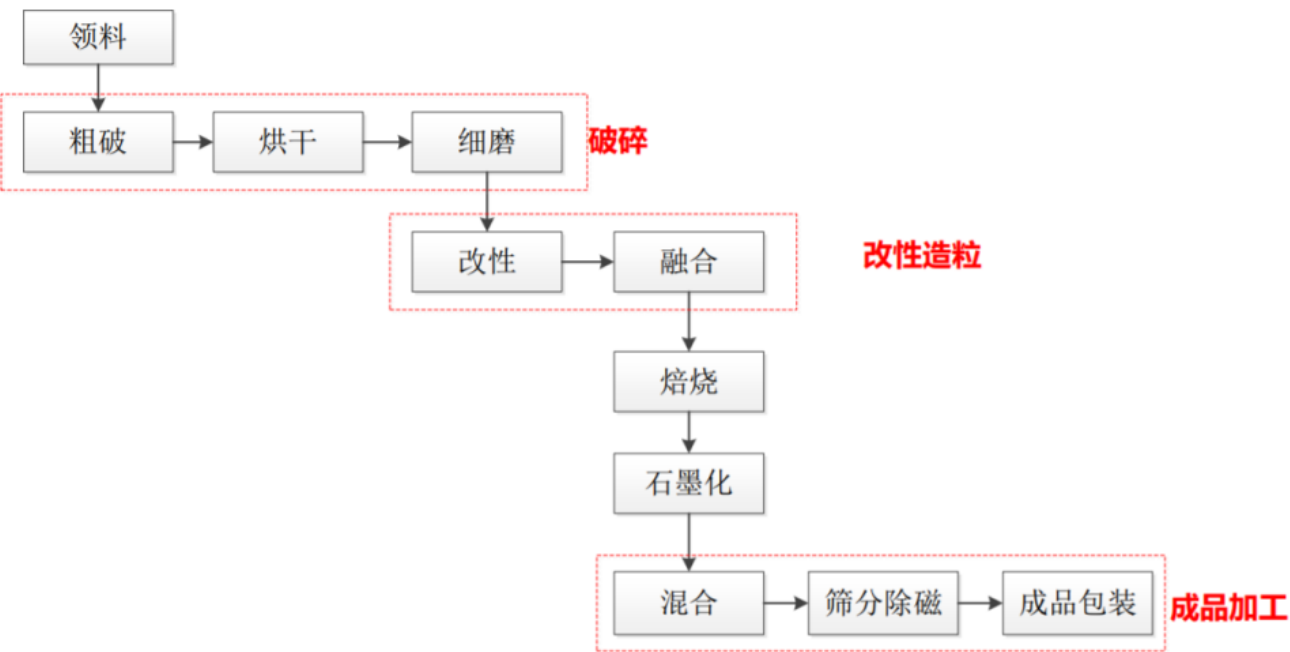 领料
粗破
烘干
细磨
破碎
改性
融合
改性造粒
焙烧
石墨化
混合
筛分除磁
成品包装
成品加工